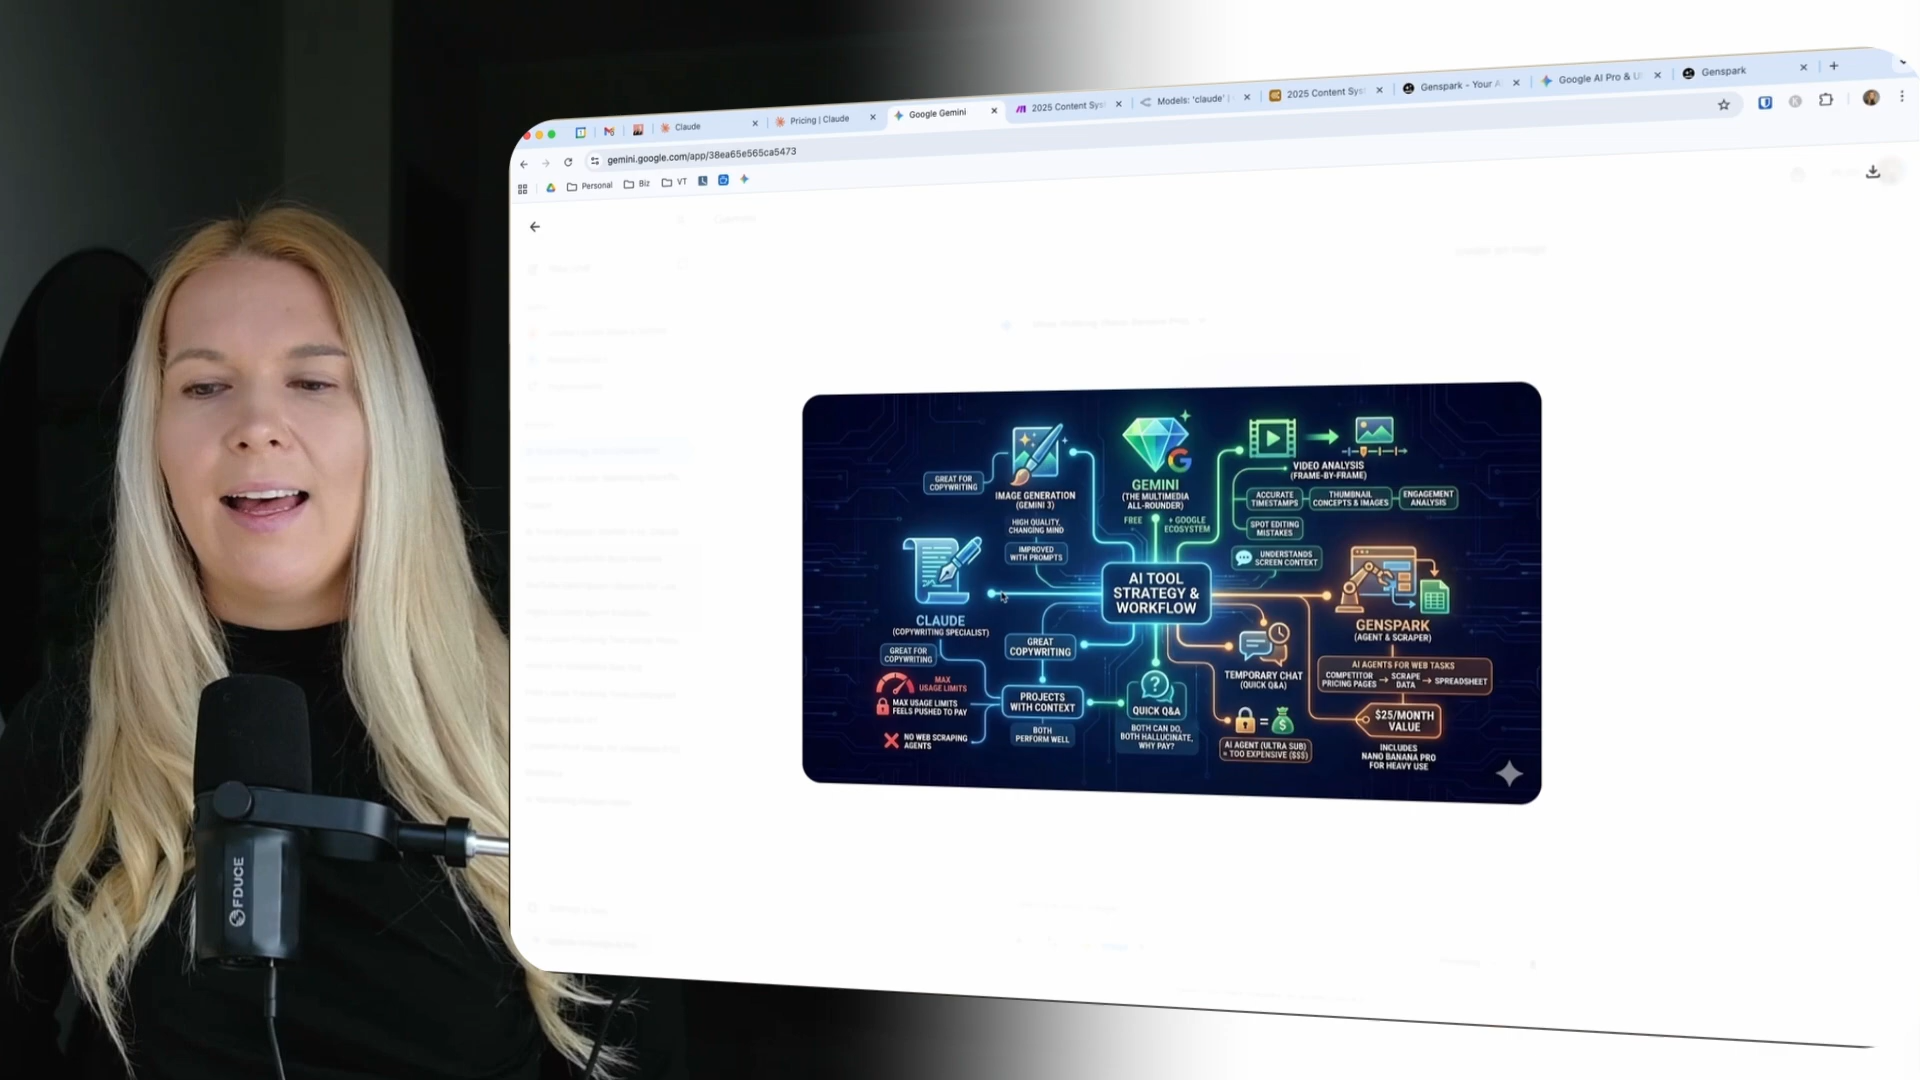 Claude
Pricing | Claude
Google Gemini
2025 Content Sys
Models: 'claude' |
2025 Content Sys
Genspark - Your A
Google AI Pro & U
Genspark
gemini.google.com/app/38ea65e565ca5473
Personal
Biz
VT
GREAT FOR
COPYWRITING
IMAGE GENERATION
(GEMINI 3)
HIGH QUALITY,
CHANGING MIND
IMPROVED
WITH PROMPTS
GEMINI
(THE MULTIMEDIA
ALL-ROUNDER)
FREE
+ GOOGLE
ECOSYSTEM
VIDEO ANALYSIS
(FRAME-BY-FRAME)
ACCURATE
TIMESTAMPS
THUMBNAIL
CONCEPTS & IMAGES
ENGAGEMENT
ANALYSIS
SPOT EDITING
MISTAKES
UNDERSTANDS
SCREEN CONTEXT
AI TOOL
STRATEGY &
WORKFLOW
CLAUDE
(COPYWRITING SPECIALIST)
GREAT FOR
COPYWRITING
MAX
USAGE LIMITS
MAX USAGE LIMITS
FEELS PUSHED TO PAY
NO WEB SCRAPING
AGENTS
GREAT
COPYWRITING
PROJECTS
WITH CONTEXT
BOTH
PERFORM WELL
QUICK Q&A
BOTH CAN DO,
BOTH HALLUCINATE,
WHY PAY?
TEMPORARY CHAT
(QUICK Q&A)
AI AGENT (ULTRA SUB)
= TOO EXPENSIVE ($$$)
GENSPARK
(AGENT & SCRAPER)
AI AGENTS FOR WEB TASKS
COMPETITOR
PRICING PAGES
SCRAPE
DATA
SPREADSHEET
$25/MONTH
VALUE
INCLUDES
NANO BANANA PRO
FOR HEAVY USE
FDUCE